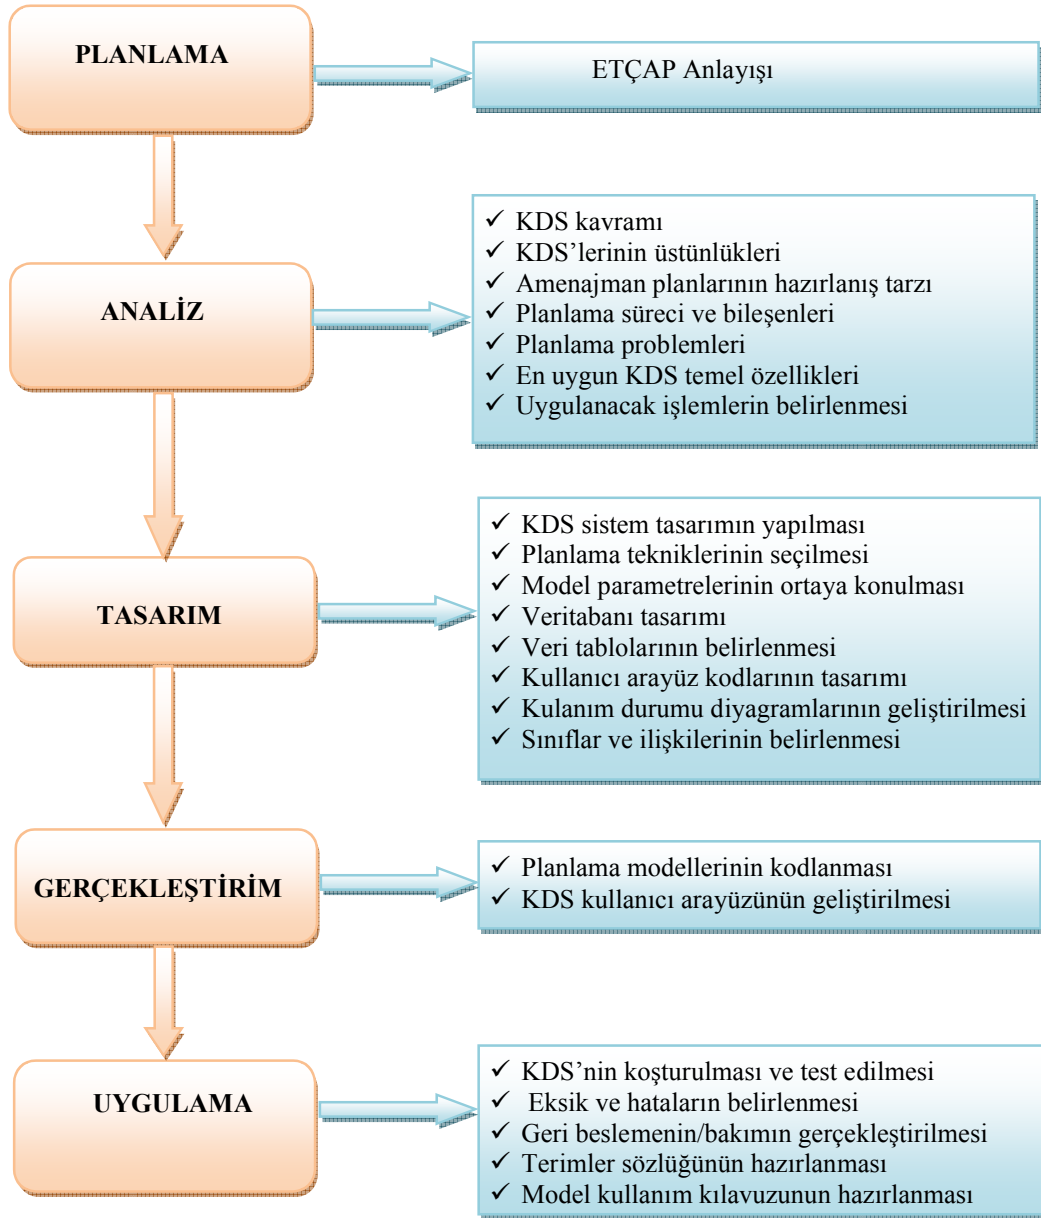 PLANLAMA
ETÇAP Anlayışı
ANALİZ
✓ KDS kavramı
✓ KDS’lerinin üstünlükleri
✓ Amenajman planlarının hazırlanış tarzı
✓ Planlama süreci ve bileşenleri
✓ Planlama problemleri
✓ En uygun KDS temel özellikleri
✓ Uygulanacak işlemlerin belirlenmesi
TASARIM
✓ KDS sistem tasarımın yapılması
✓ Planlama tekniklerinin seçilmesi
✓ Model parametrelerinin ortaya konulması
✓ Veritabanı tasarımı
✓ Veri tablolarının belirlenmesi
✓ Kullanıcı arayüz kodlarının tasarımı
✓ Kulanım durumu diyagramlarının geliştirilmesi
✓ Sınıflar ve ilişkilerinin belirlenmesi
GERÇEKLEŞTİRİM
✓ Planlama modellerinin kodlanması
✓ KDS kullanıcı arayüzünün geliştirilmesi
UYGULAMA
✓ KDS’nin koşturulması ve test edilmesi
✓ Eksik ve hataların belirlenmesi
✓ Geri beslemenin/bakımın gerçekleştirilmesi
✓ Terimler sözlüğünün hazırlanması
✓ Model kullanım kılavuzunun hazırlanması